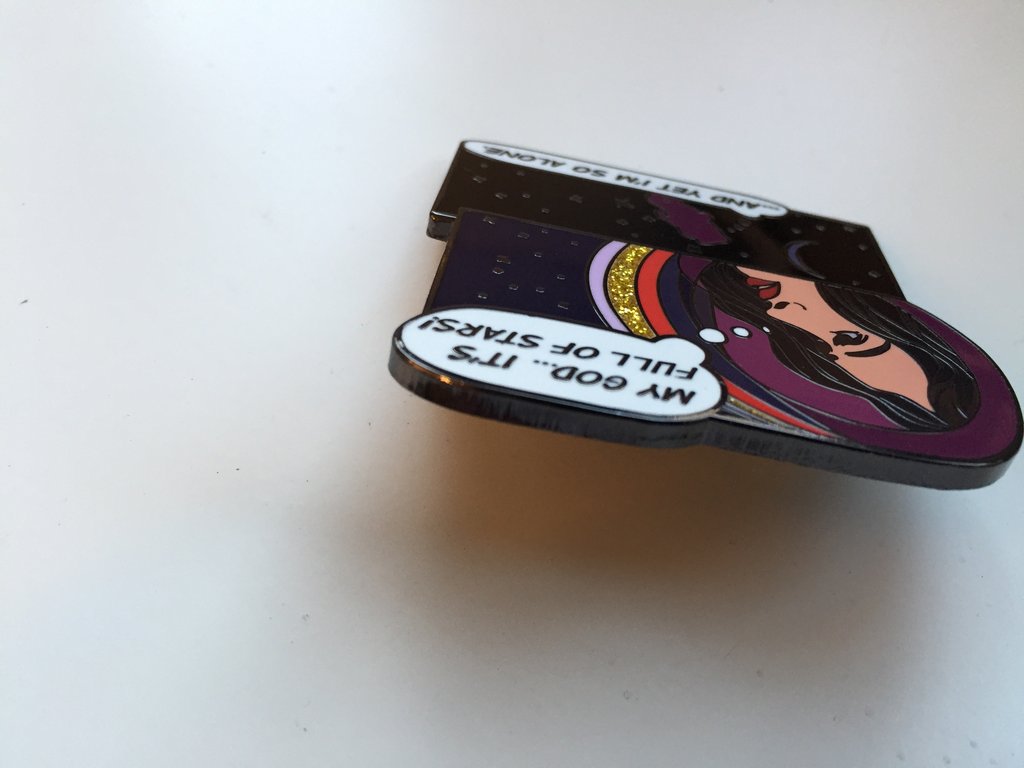 MY GOD... IT'S
FULL OF STARS!
...AND YET I'M SO ALONE.